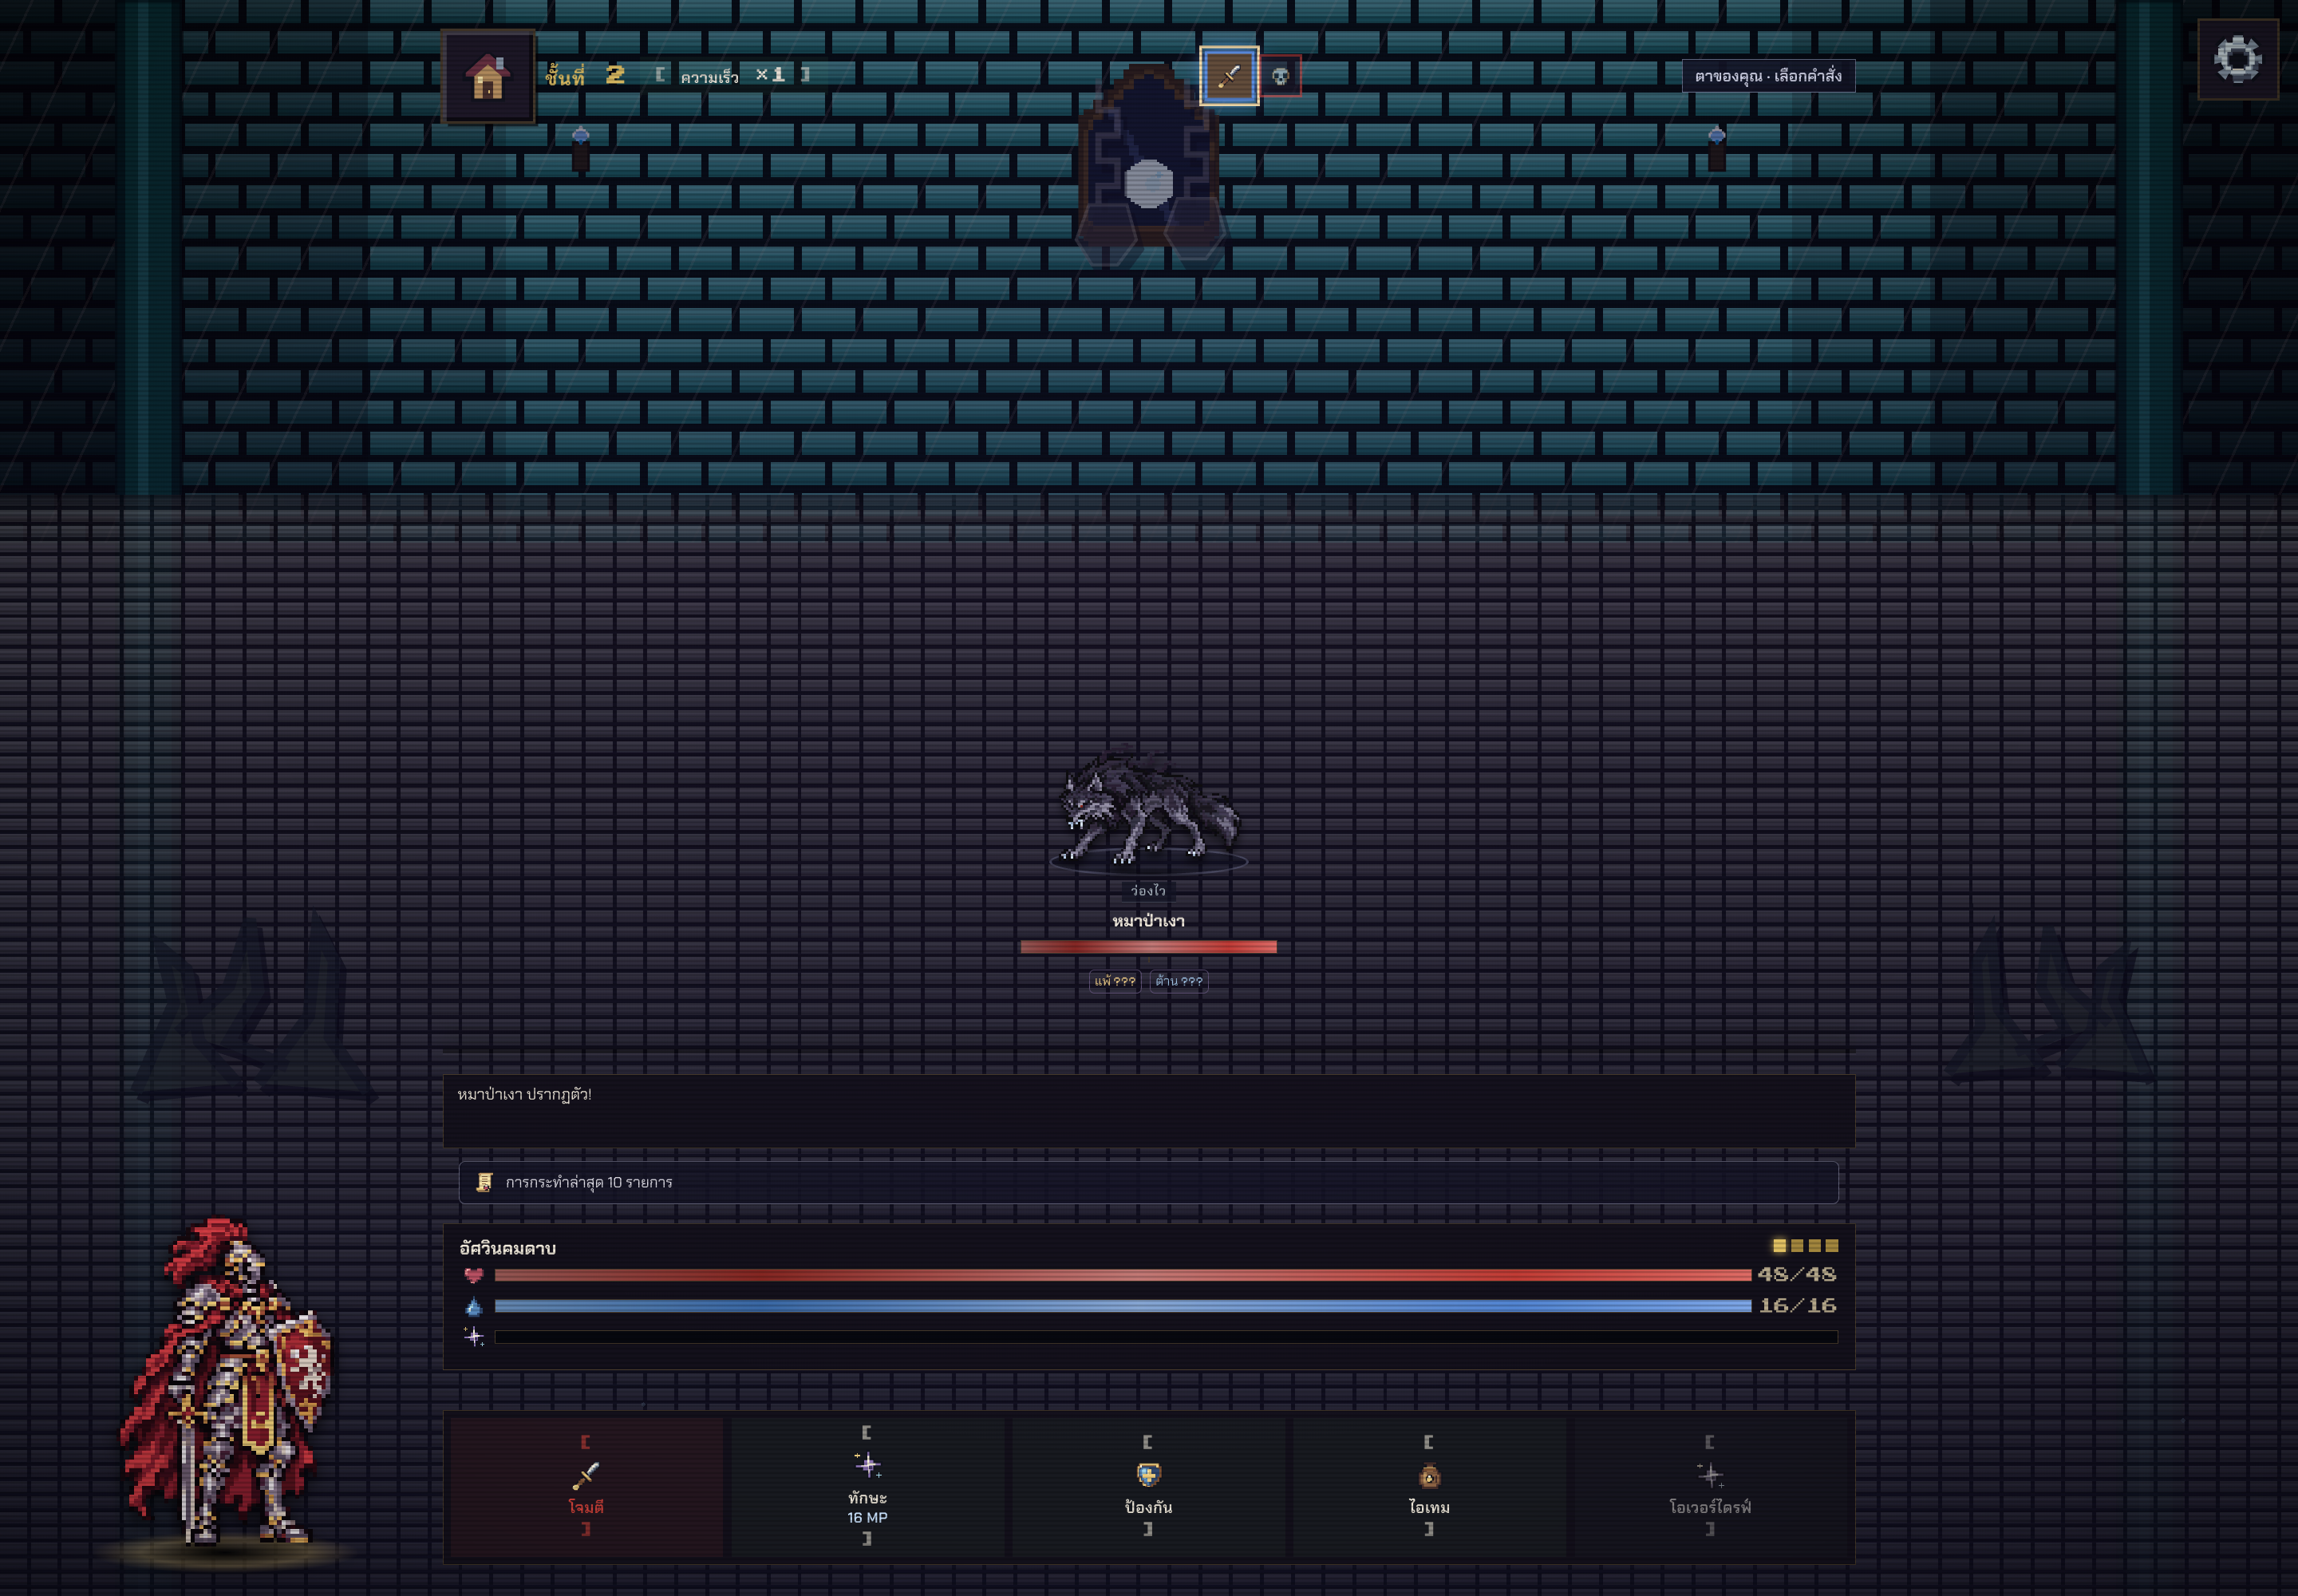 ชั้นที่ 2 [ ความเร็ว ×1 ]
ตาของคุณ · เลือกคำสั่ง
ว่องไว
หมาป่าเงา
แพ้ ??? ต้าน ???
หมาป่าเงา ปรากฏตัว!
การกระทำล่าสุด 10 รายการ
อัศวินคมดาบ
48/48
16/16
[ โจมตี ]
[ ทักษะ 16 MP ]
[ ป้องกัน ]
[ ไอเทม ]
[ โอเวอร์ไดรฟ์ ]